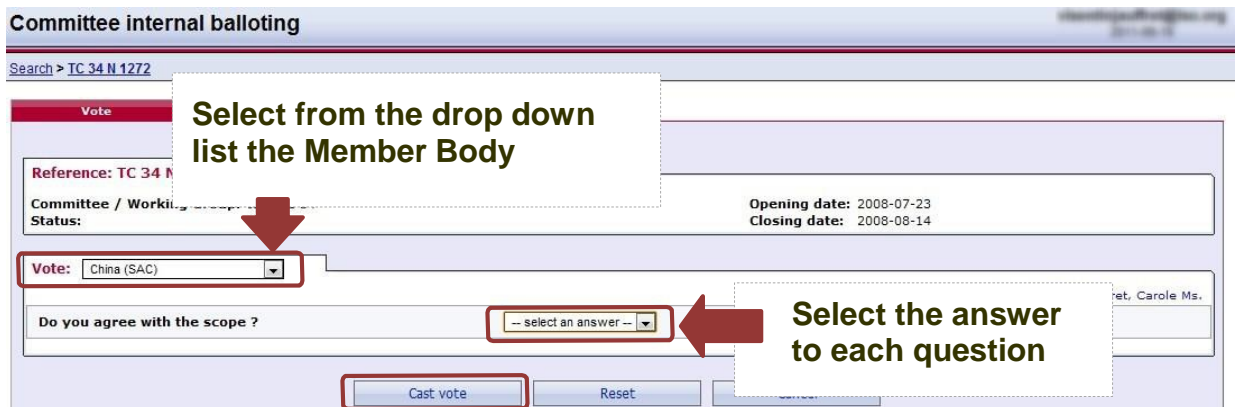 Committee internal balloting
Search > TC 34 N 1272
Vote
Select from the drop down
list the Member Body
Reference: TC 34 N
Committee / Working
Status:
Opening date: 2008-07-23
Closing date: 2008-08-14
Vote: China (SAC)
Carole Ms.
Do you agree with the scope ?
-- select an answer --
Select the answer
to each question
Cast vote
Reset